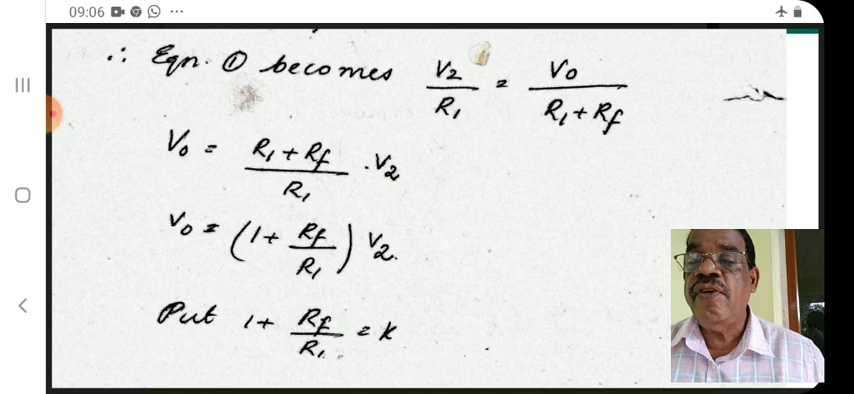 09:06
∴ Eqn. ① becomes V2/R1 = V0/(R1+Rf)
V0 = (R1+Rf)/R1 . V2
V0 = (1+ Rf/R1) V2.
Put 1+ Rf/R1 = K